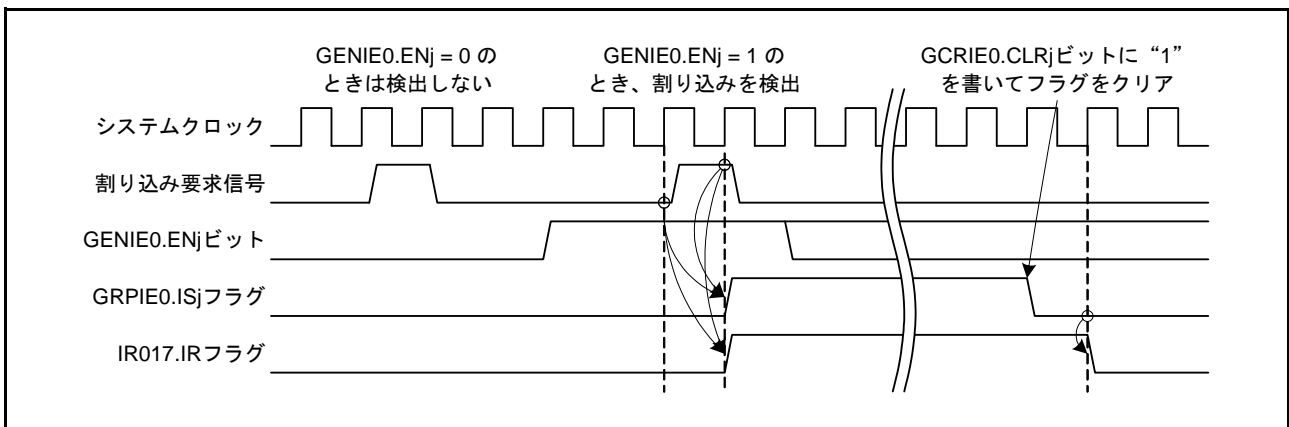 GENIE0.ENj = 0 の
ときは検出しない
GENIE0.ENj = 1 の
とき、割り込みを検出
GCRIE0.CLRjビットに “1”
を書いてフラグをクリア
システムクロック
割り込み要求信号
GENIE0.ENjビット
GRPIE0.ISjフラグ
IR017.IRフラグ